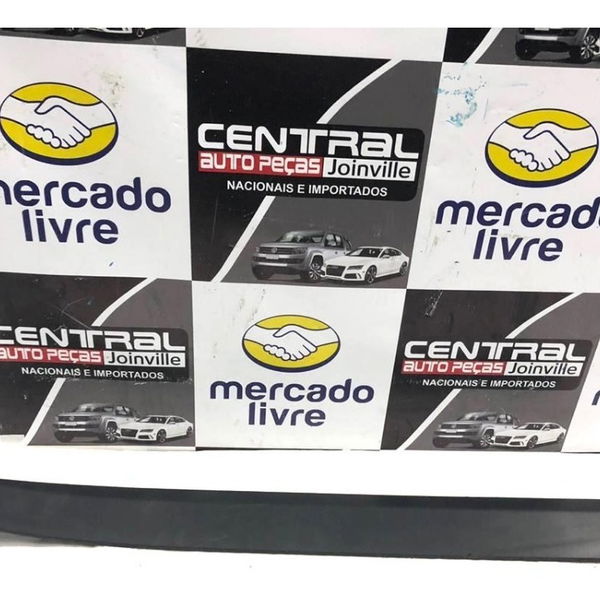 CENTRAL
AUTO PEÇAS Joinville
NACIONAIS E IMPORTADOS
mercado
livre
mercado
livre
CENTRAL
AUTO PEÇAS Joinville
NACIONAIS E IMPORTADOS
mercado
livre
CENTRAL
AUTO PEÇAS Joinville
NACIONAIS E IMPORTADOS